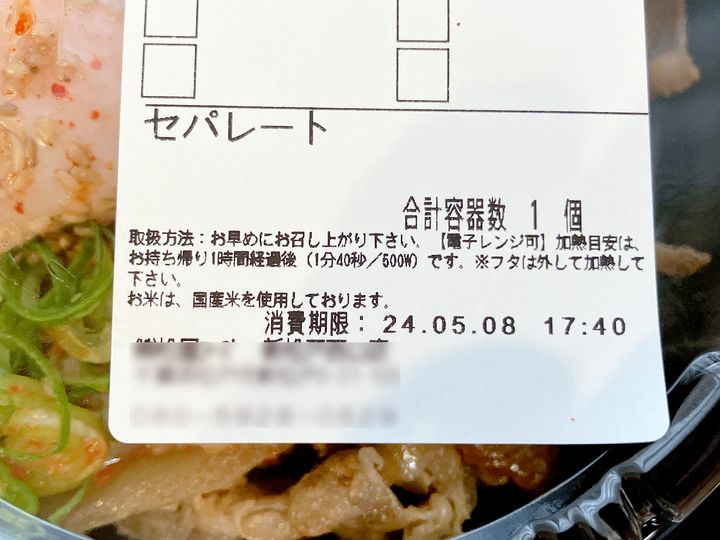 セパレート
合計容器数 1 個
取扱方法：お早めにお召し上がり下さい。【電子レンジ可】加熱目安は、
お持ち帰り1時間経過後（1分40秒／500W）です。※フタは外して加熱して
下さい。
お米は、国産米を使用しております。
消費期限： 24.05.08 17:40